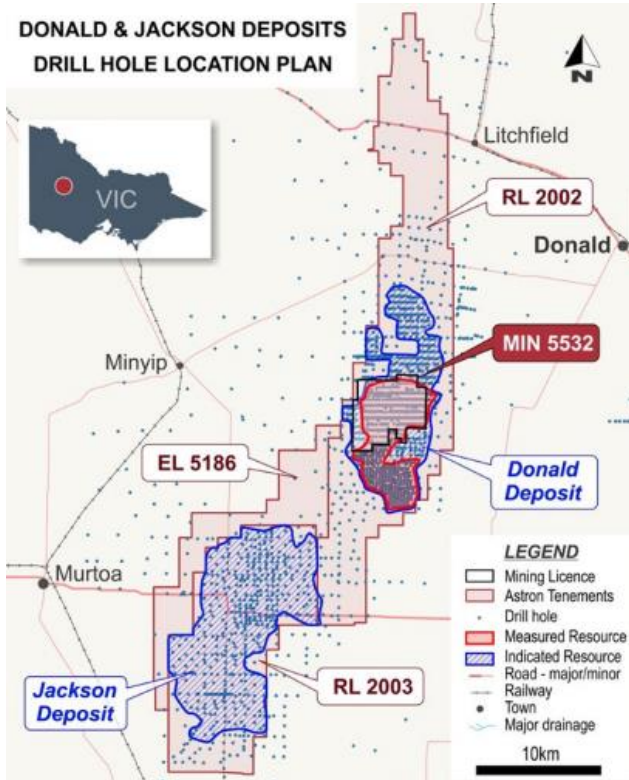 DONALD & JACKSON DEPOSITS
DRILL HOLE LOCATION PLAN
N
Litchfield
VIC
RL 2002
Donald
MIN 5532
Minyip
EL 5186
Donald
Deposit
Murtoa
Jackson
Deposit
RL 2003
LEGEND
Mining Licence
Astron Tenements
Drill hole
Measured Resource
Indicated Resource
Road - major/minor
Railway
Town
Major drainage
10km